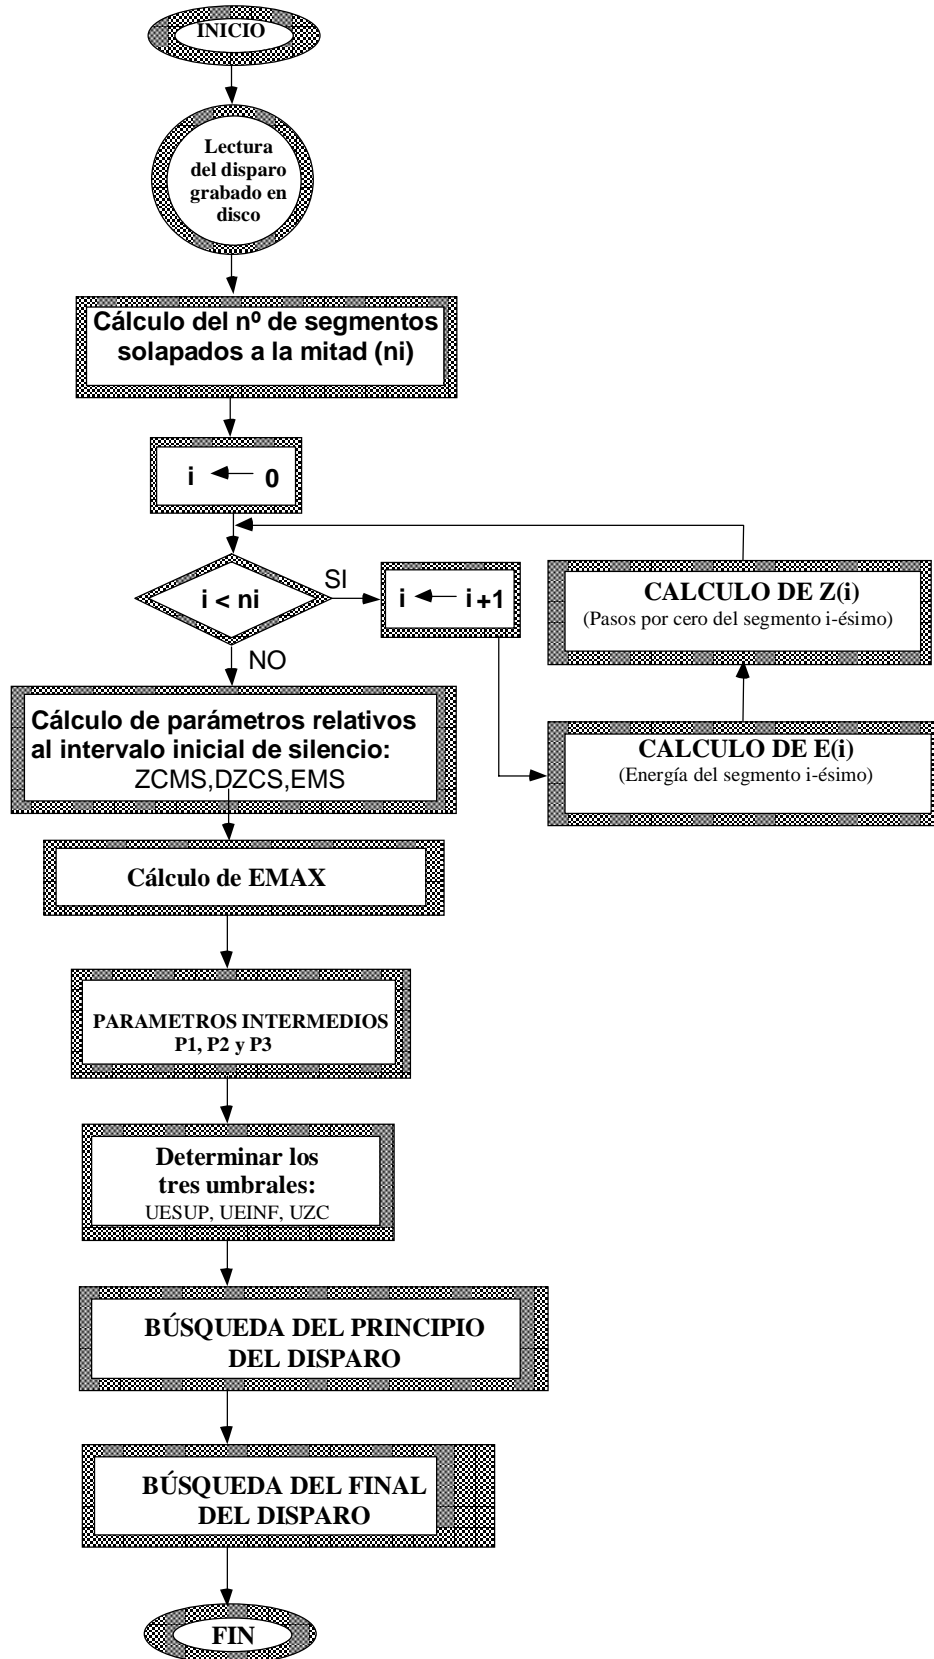 INICIO
Lectura
del disparo
grabado en
disco
Cálculo del nº de segmentos
solapados a la mitad (ni)
i 0
i < ni
SI
i i +1
CALCULO DE Z(i)
(Pasos por cero del segmento i-ésimo)
NO
CALCULO DE E(i)
(Energía del segmento i-ésimo)
Cálculo de parámetros relativos
al intervalo inicial de silencio:
ZCMS,DZCS,EMS
Cálculo de EMAX
PARAMETROS INTERMEDIOS
P1, P2 y P3
Determinar los
tres umbrales:
UESUP, UEINF, UZC
BÚSQUEDA DEL PRINCIPIO
DEL DISPARO
BÚSQUEDA DEL FINAL
DEL DISPARO
FIN